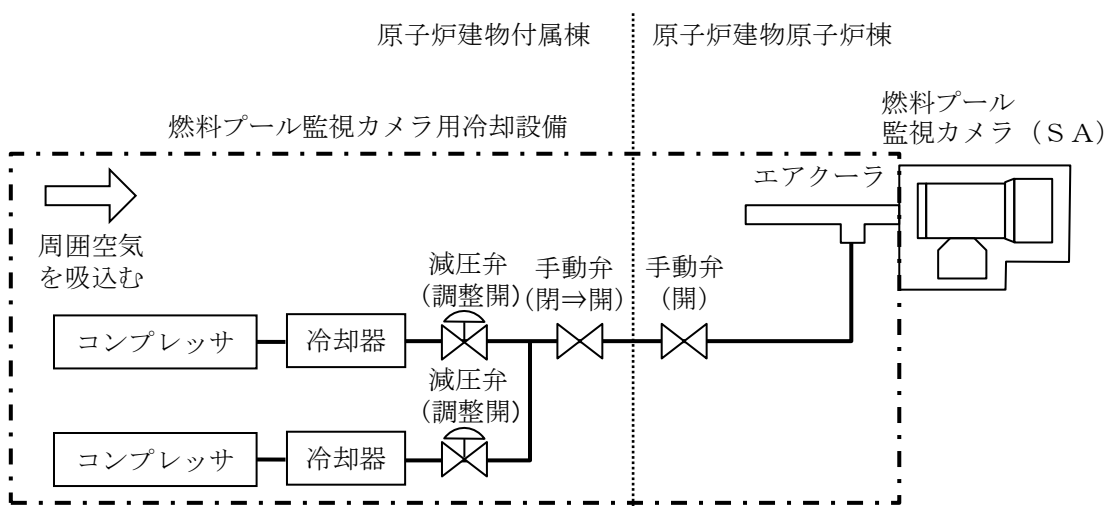 原子炉建物付属棟
原子炉建物原子炉棟
燃料プール監視カメラ用冷却設備
燃料プール
監視カメラ（ＳＡ）
エアクーラ
周囲空気
を吸込む
減圧弁
(調整開)
手動弁
(閉⇒開)
手動弁
(開)
コンプレッサ
冷却器
減圧弁
(調整開)
コンプレッサ
冷却器